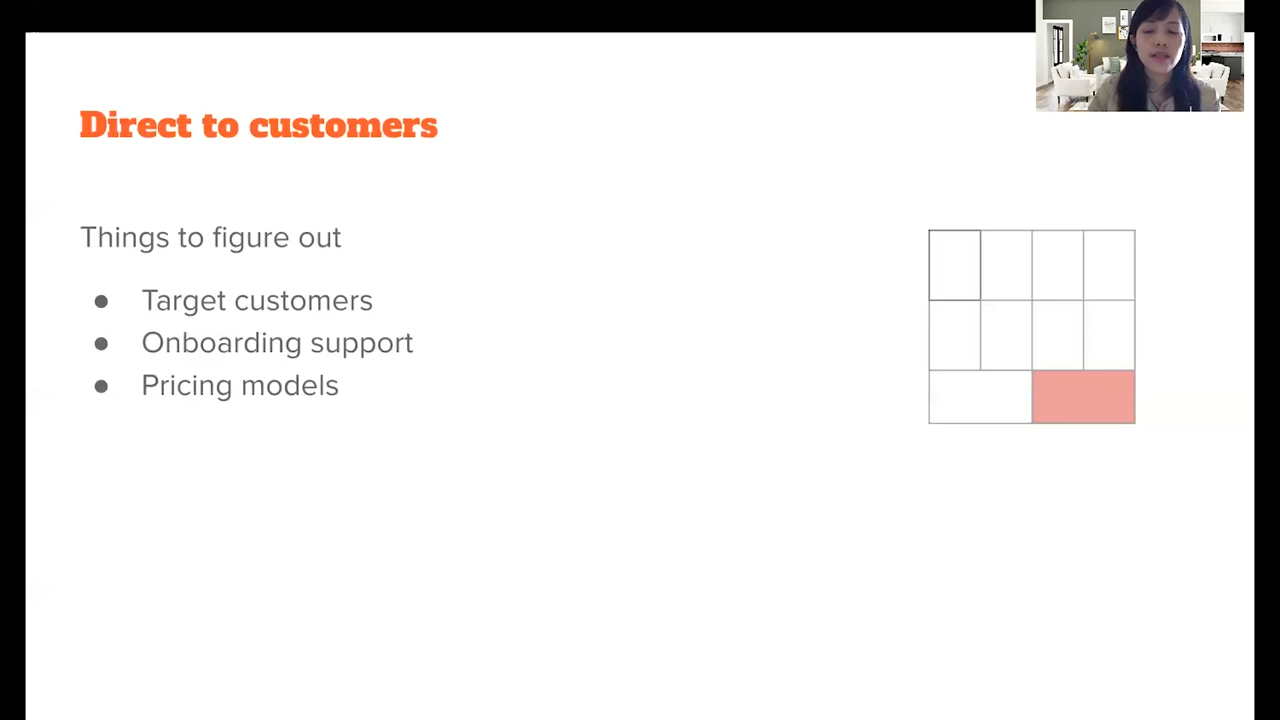 Direct to customers
Things to figure out
● Target customers
● Onboarding support
● Pricing models